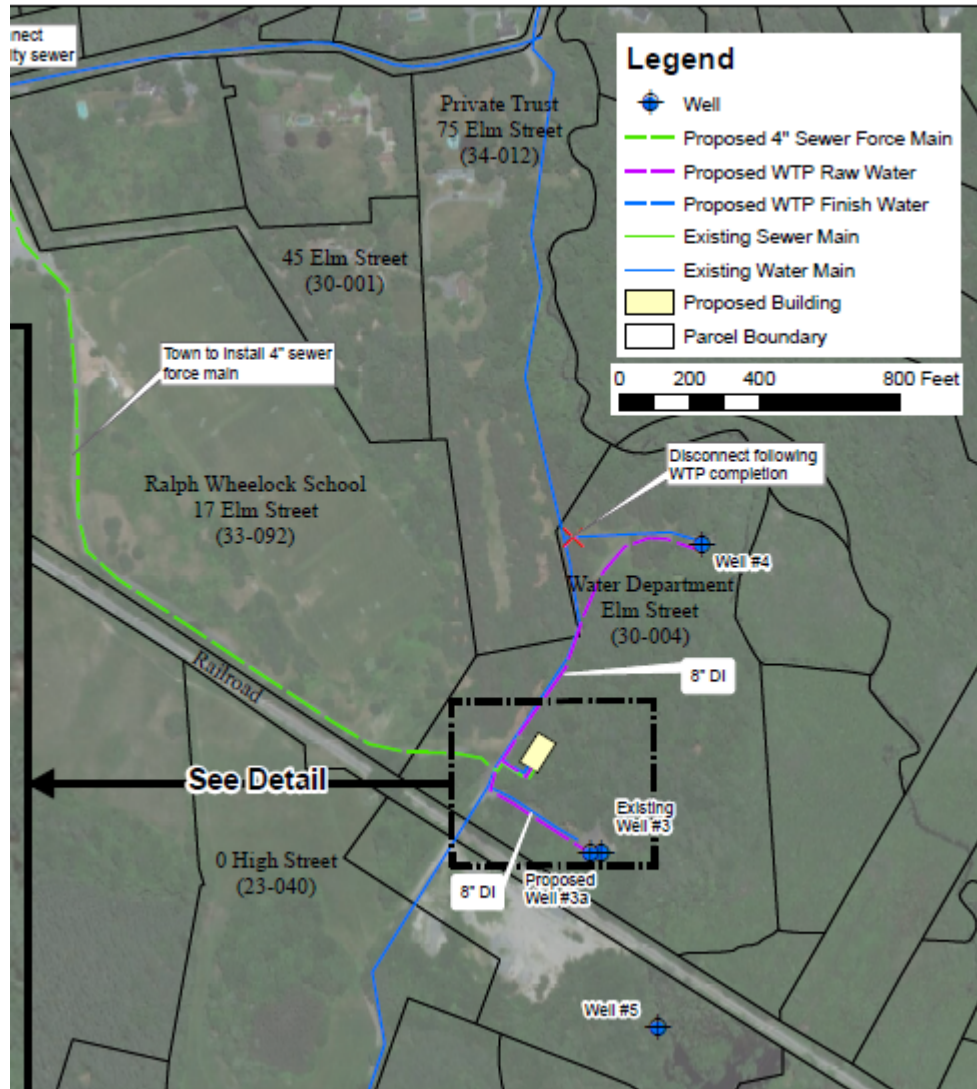 nnect
ity sewer
Private Trust
75 Elm Street
(34-012)
Legend
Well
Proposed 4" Sewer Force Main
Proposed WTP Raw Water
Proposed WTP Finish Water
Existing Sewer Main
Existing Water Main
Proposed Building
Parcel Boundary
0 200 400 800 Feet
45 Elm Street
(30-001)
Town to install 4" sewer
force main
Disconnect following
WTP completion
Ralph Wheelock School
17 Elm Street
(33-092)
Well #4
Water Department
Elm Street
(30-004)
8" DI
Railroad
See Detail
Existing
Well #3
0 High Street
(23-040)
8" DI
Proposed
Well #3a
Well #5